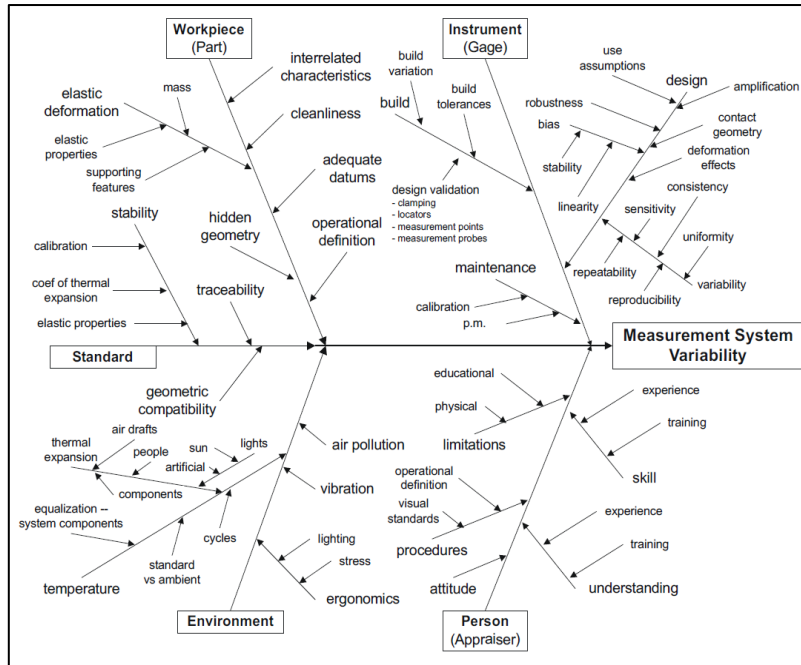 Workpiece
(Part)
interrelated
characteristics
cleanliness
adequate
datums
operational
definition
elastic
deformation
mass
elastic
properties
supporting
features
hidden
geometry
Instrument
(Gage)
build
variation
build
build
tolerances
design validation
- clamping
- locators
- measurement points
- measurement probes
maintenance
calibration
p.m.
use
assumptions
design
amplification
robustness
bias
contact
geometry
stability
linearity
deformation
effects
consistency
sensitivity
uniformity
repeatability
reproducibility
variability
stability
calibration
coef of thermal
expansion
elastic properties
traceability
Standard
geometric
compatibility
Measurement System
Variability
air drafts
thermal
expansion
people
sun
lights
artificial
components
equalization --
system components
cycles
standard
vs ambient
temperature
air pollution
vibration
lighting
stress
ergonomics
Environment
educational
physical
limitations
experience
training
skill
operational
definition
visual
standards
procedures
experience
training
understanding
attitude
Person
(Appraiser)